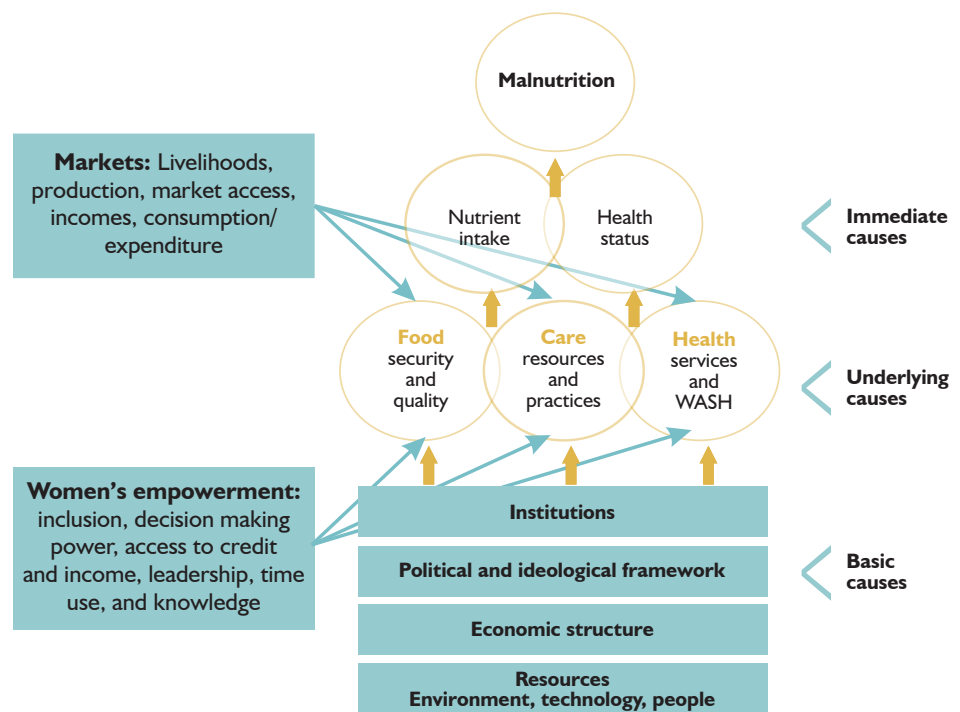 Malnutrition
Markets: Livelihoods,
production, market access,
incomes, consumption/
expenditure
Nutrient
intake
Health
status
Immediate
causes
Food
security
and
quality
Care
resources
and
practices
Health
services
and
WASH
Underlying
causes
Women’s empowerment:
inclusion, decision making
power, access to credit
and income, leadership, time
use, and knowledge
Institutions
Political and ideological framework
Economic structure
Resources
Environment, technology, people
Basic
causes